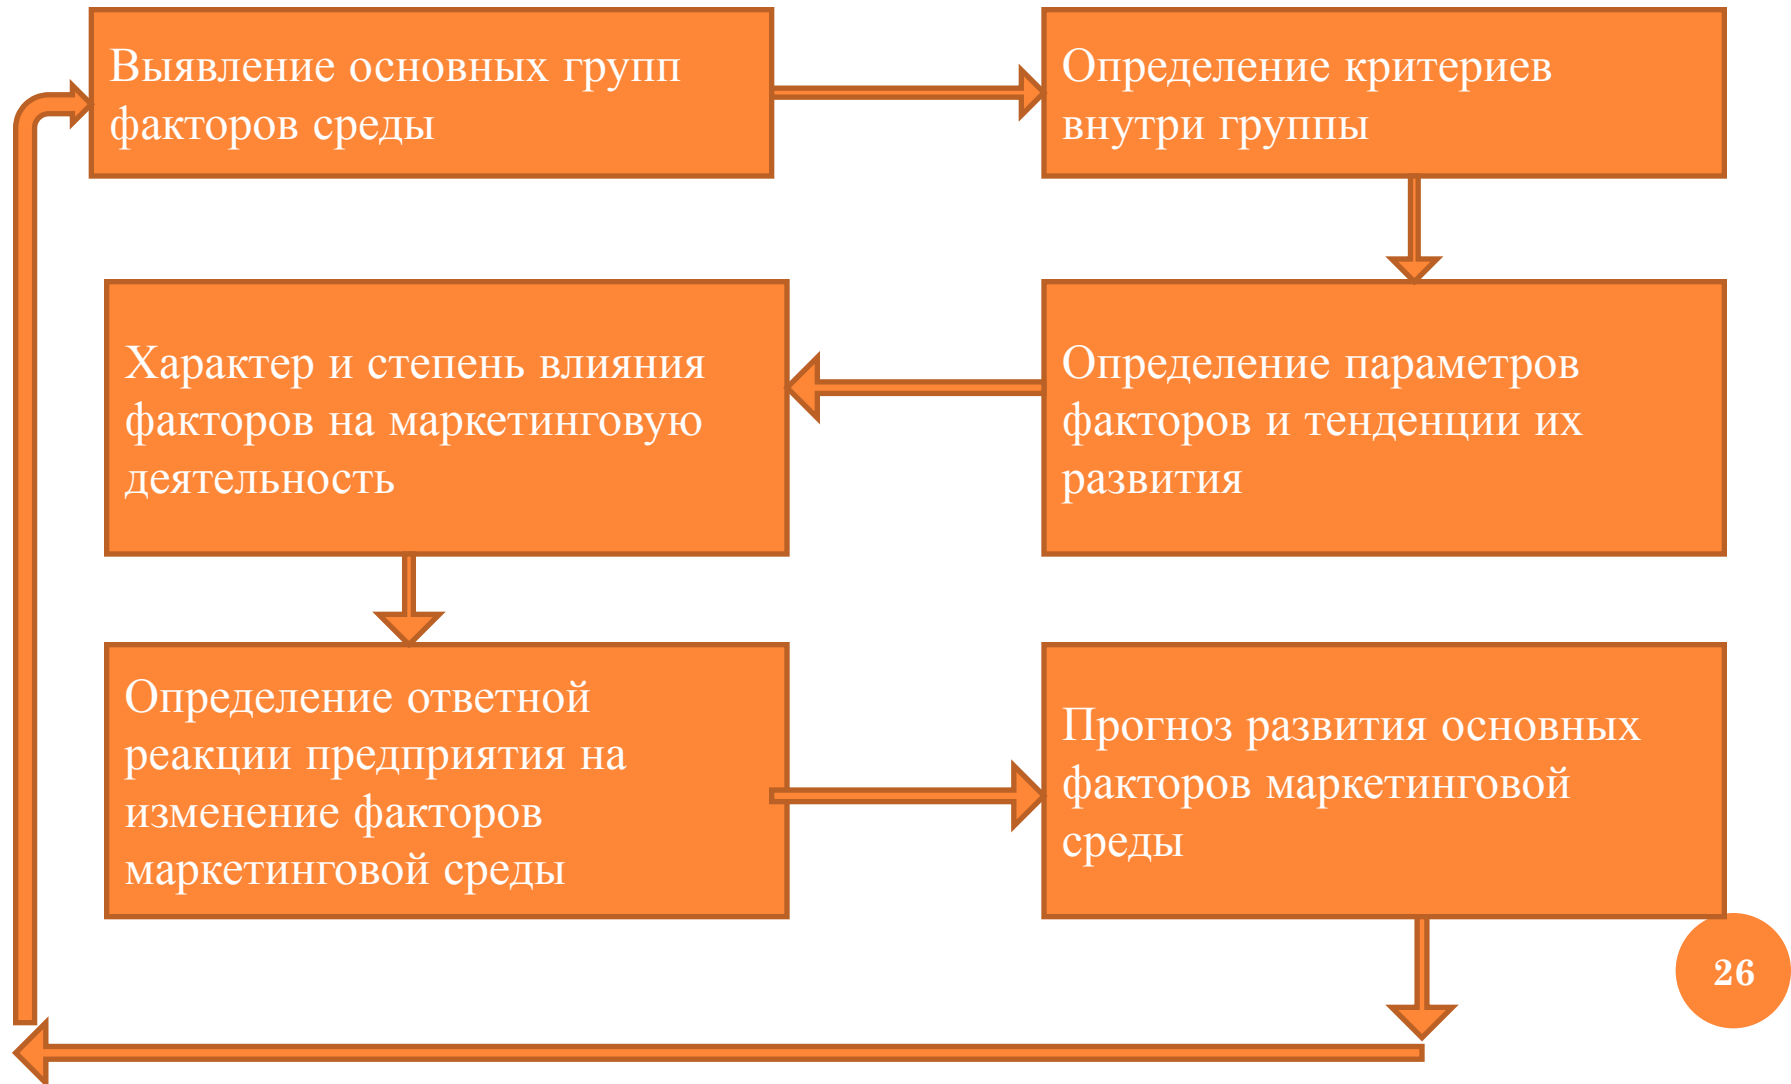 Выявление основных групп
факторов среды
Определение критериев
внутри группы
Определение параметров
факторов и тенденции их
развития
Характер и степень влияния
факторов на маркетинговую
деятельность
Определение ответной
реакции предприятия на
изменение факторов
маркетинговой среды
Прогноз развития основных
факторов маркетинговой
среды
26